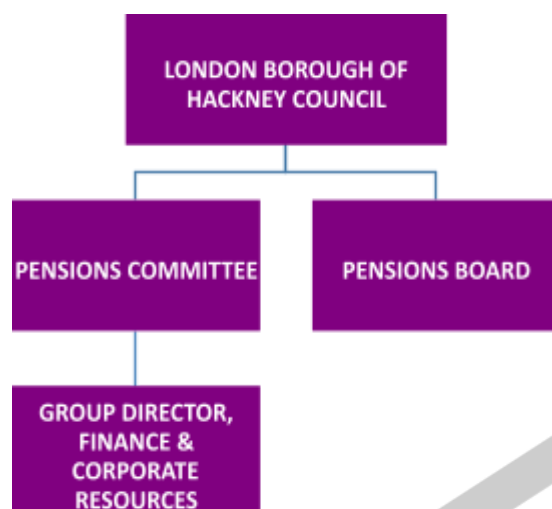 LONDON BOROUGH OF
HACKNEY COUNCIL
PENSIONS COMMITTEE
PENSIONS BOARD
GROUP DIRECTOR,
FINANCE &
CORPORATE
RESOURCES